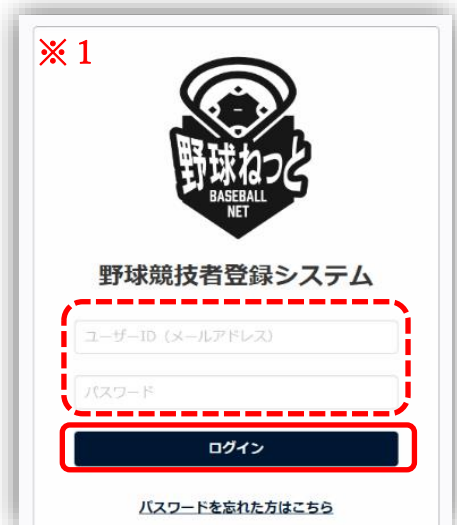 ※1
野球ねっと
BASEBALL
NET
野球競技者登録システム
ユーザーID（メールアドレス）
パスワード
ログイン
パスワードを忘れた方はこちら